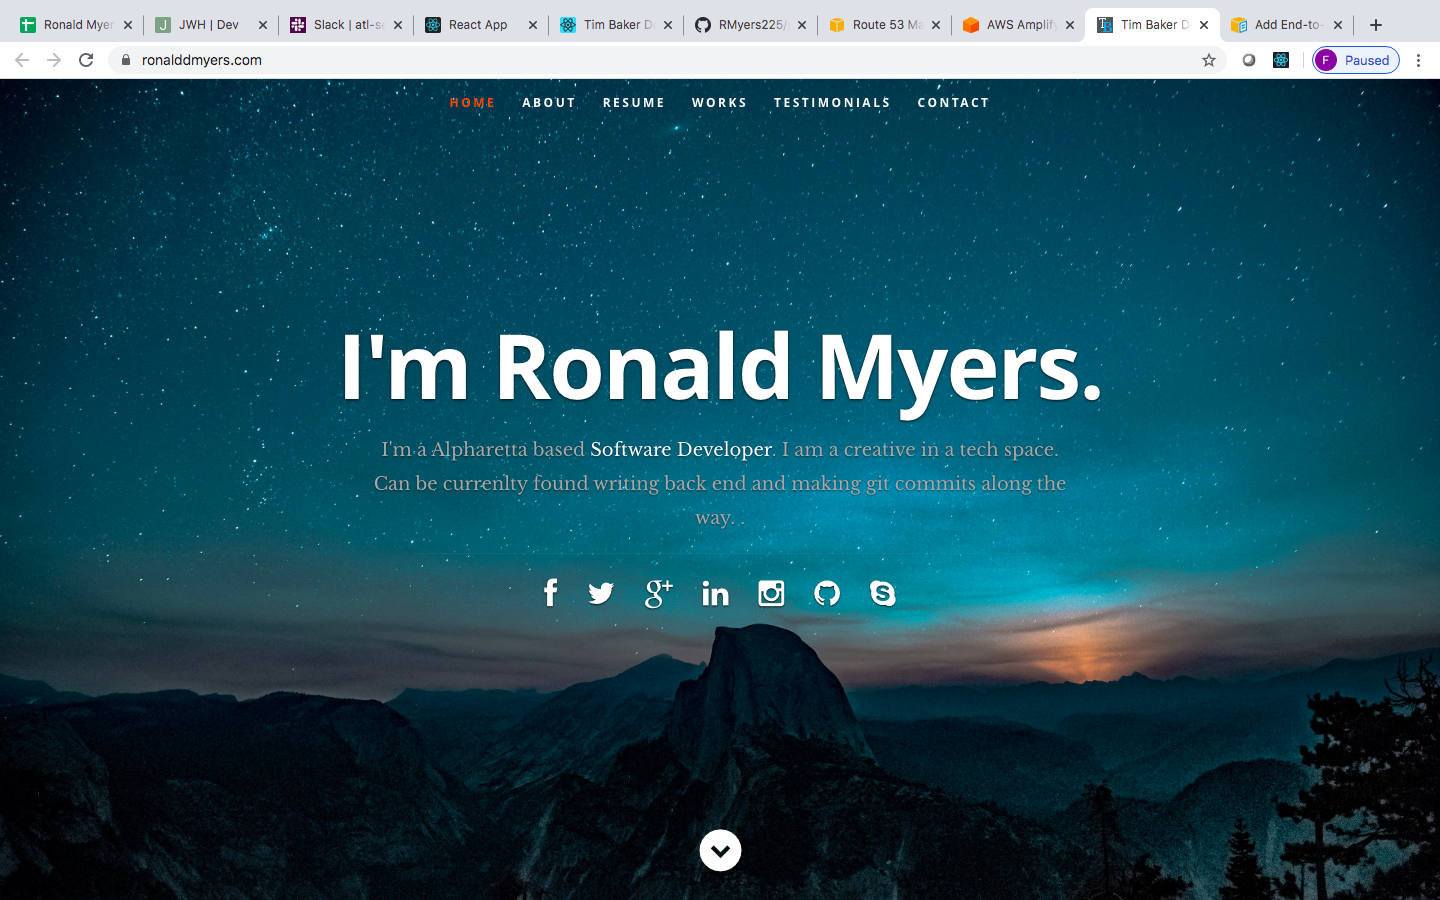 Ronald Myer
JWH | Dev
Slack | atl-s
React App
Tim Baker D
RMyers225/
Route 53 Ma
AWS Amplify
Tim Baker D
Add End-to-
ronalddmyers.com
F
Paused
HOME
ABOUT
RESUME
WORKS
TESTIMONIALS
CONTACT
I'm Ronald Myers.
I'm a Alpharetta based Software Developer. I am a creative in a tech space.
Can be currenlty found writing back end and making git commits along the
way. .